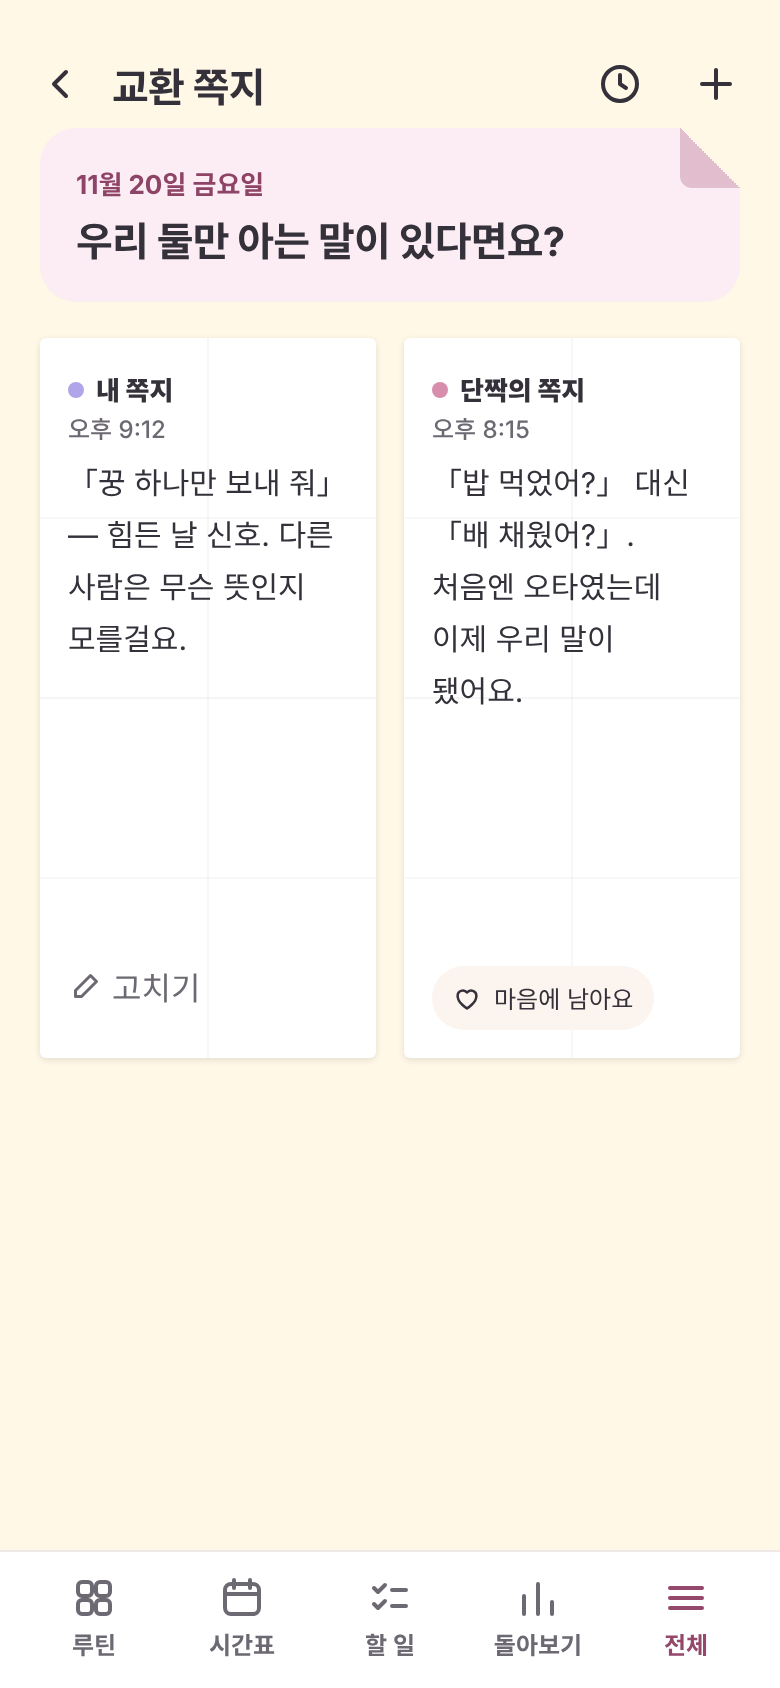 교환 쪽지
11월 20일 금요일
우리 둘만 아는 말이 있다면요?
내 쪽지
오후 9:12
「꿍 하나만 보내 줘」
— 힘든 날 신호. 다른
사람은 무슨 뜻인지
모를걸요.
고치기
단짝의 쪽지
오후 8:15
「밥 먹었어?」 대신
「배 채웠어?」.
처음엔 오타였는데
이제 우리 말이
됐어요.
마음에 남아요
루틴
시간표
할 일
돌아보기
전체